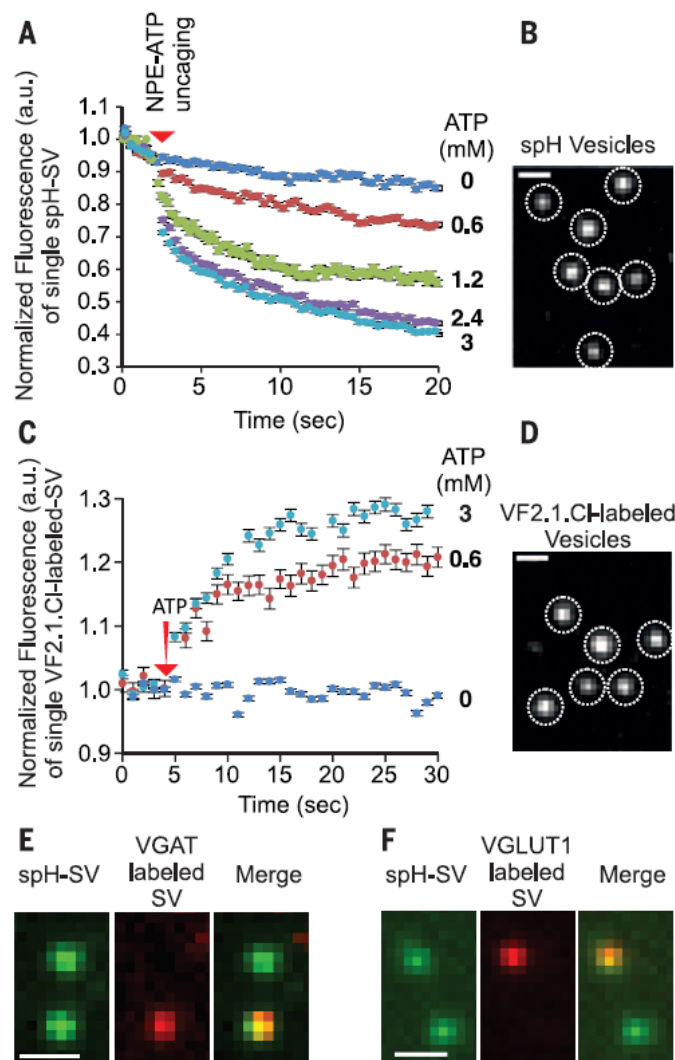 A
NPE-ATP
uncaging
Normalized Fluorescence (a.u.)
of single spH-SV
1.1
1.0
0.9
0.8
0.7
0.6
0.5
0.4
0.3
0
5
10
15
20
Time (sec)
ATP
(mM)
0
0.6
1.2
2.4
3
B
spH Vesicles
C
Normalized Fluorescence (a.u.)
of single VF2.1.Cl-labeled-SV
1.3
1.2
1.1
1.0
0.9
ATP
0
5
10
15
20
25
30
Time (sec)
ATP
(mM)
3
0.6
0
D
VF2.1.Cl-labeled
Vesicles
E
spH-SV
VGAT
labeled
SV
Merge
F
spH-SV
VGLUT1
labeled
SV
Merge